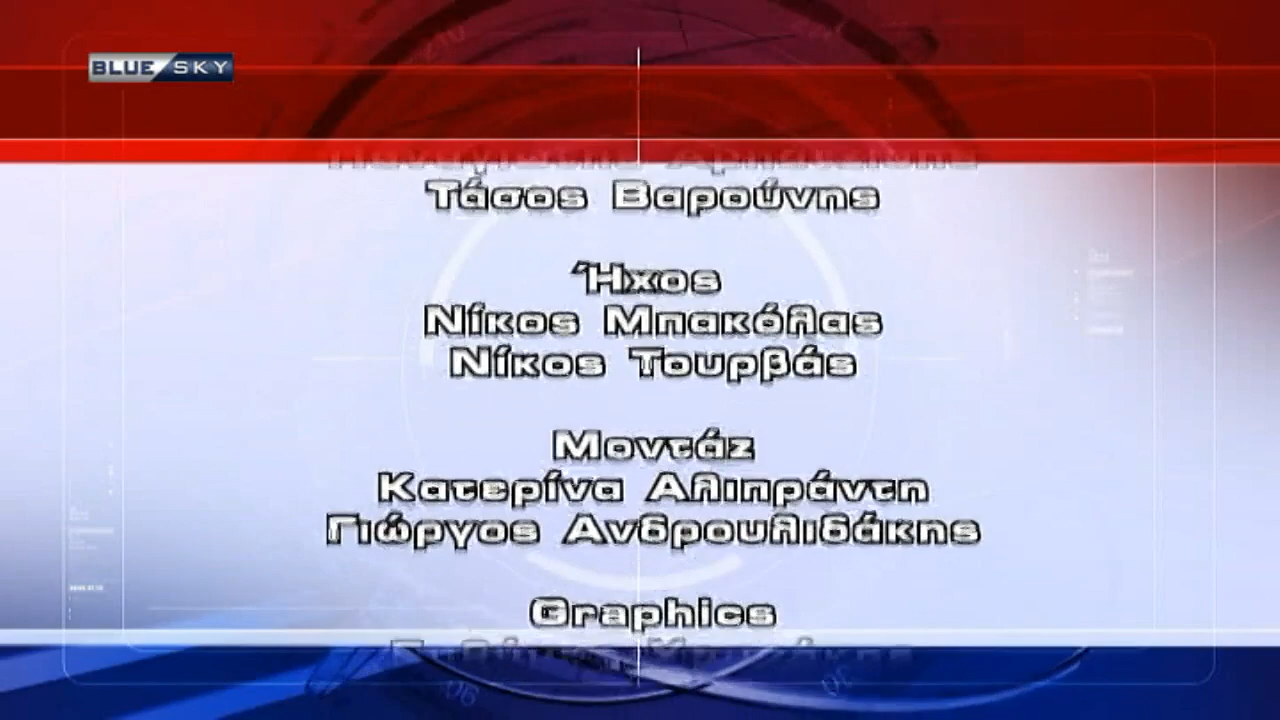 BLUE SKY
Τάσος Βαρούνης
Ήχος
Νίκος Μπακόλας
Νίκος Τουρβάς
Μοντάζ
Κατερίνα Αλιπράντη
Γιώργος Ανδρουλιδάκης
Graphics